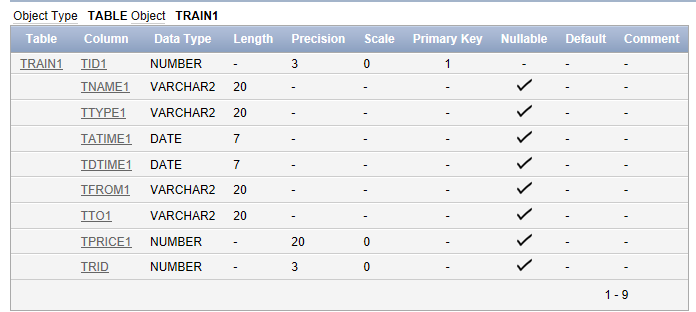 Object Type TABLE Object TRAIN1
Table Column Data Type Length Precision Scale Primary Key Nullable Default Comment
TRAIN1 TID1 NUMBER - 3 0 1 - - -
TNAME1 VARCHAR2 20 - - - ✓ - -
TTYPE1 VARCHAR2 20 - - - ✓ - -
TATIME1 DATE 7 - - - ✓ - -
TDTIME1 DATE 7 - - - ✓ - -
TFROM1 VARCHAR2 20 - - - ✓ - -
TTO1 VARCHAR2 20 - - - ✓ - -
TPRICE1 NUMBER - 20 0 - ✓ - -
TRID NUMBER - 3 0 - ✓ - -
1 - 9